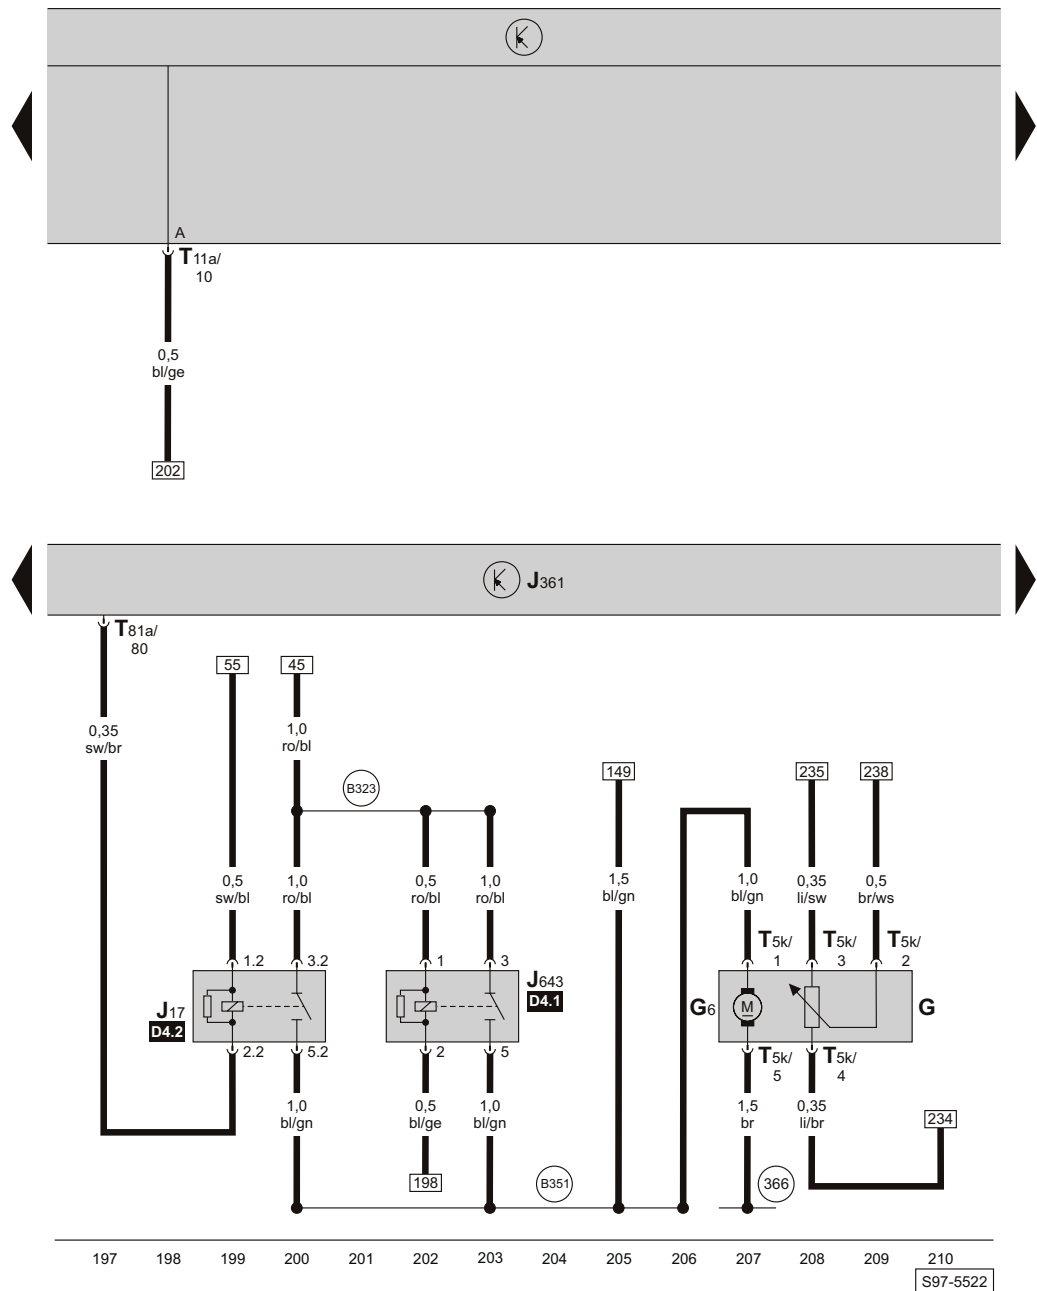 A
T11a/
10
0,5
bl/ge
202
J361
T81a/
80
55
45
0,35
sw/br
1,0
ro/bl
B323
149
235
238
0,5
sw/bl
1,0
ro/bl
0,5
ro/bl
1,0
ro/bl
1,5
bl/gn
1,0
bl/gn
0,35
li/sw
0,5
br/ws
T5k/
1
T5k/
3
T5k/
2
1.2
3.2
1
3
J17
D4.2
J643
D4.1
G6
M
G
2.2
5.2
2
5
T5k/
5
T5k/
4
1,0
bl/gn
0,5
bl/ge
1,0
bl/gn
1,5
br
0,35
li/br
234
198
B351
366
197 198 199 200 201 202 203 204 205 206 207 208 209 210
S97-5522